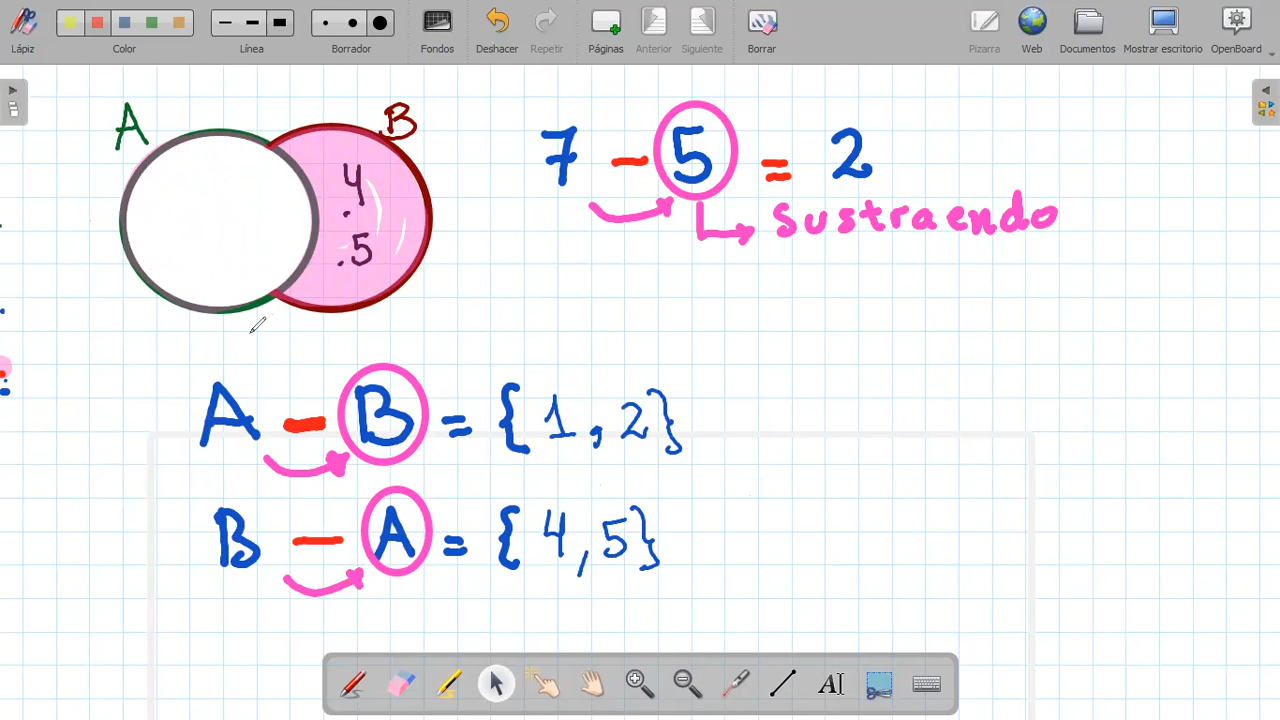 Lápiz
Color
Línea
Borrador
Fondos
Deshacer
Repetir
Páginas
Anterior
Siguiente
Borrar
Pizarra
Web
Documentos
Mostrar escritorio
OpenBoard
A
B
4
.5
7 - 5 = 2
Sustraendo
A - B = {1, 2}
B - A = {4, 5}
AI